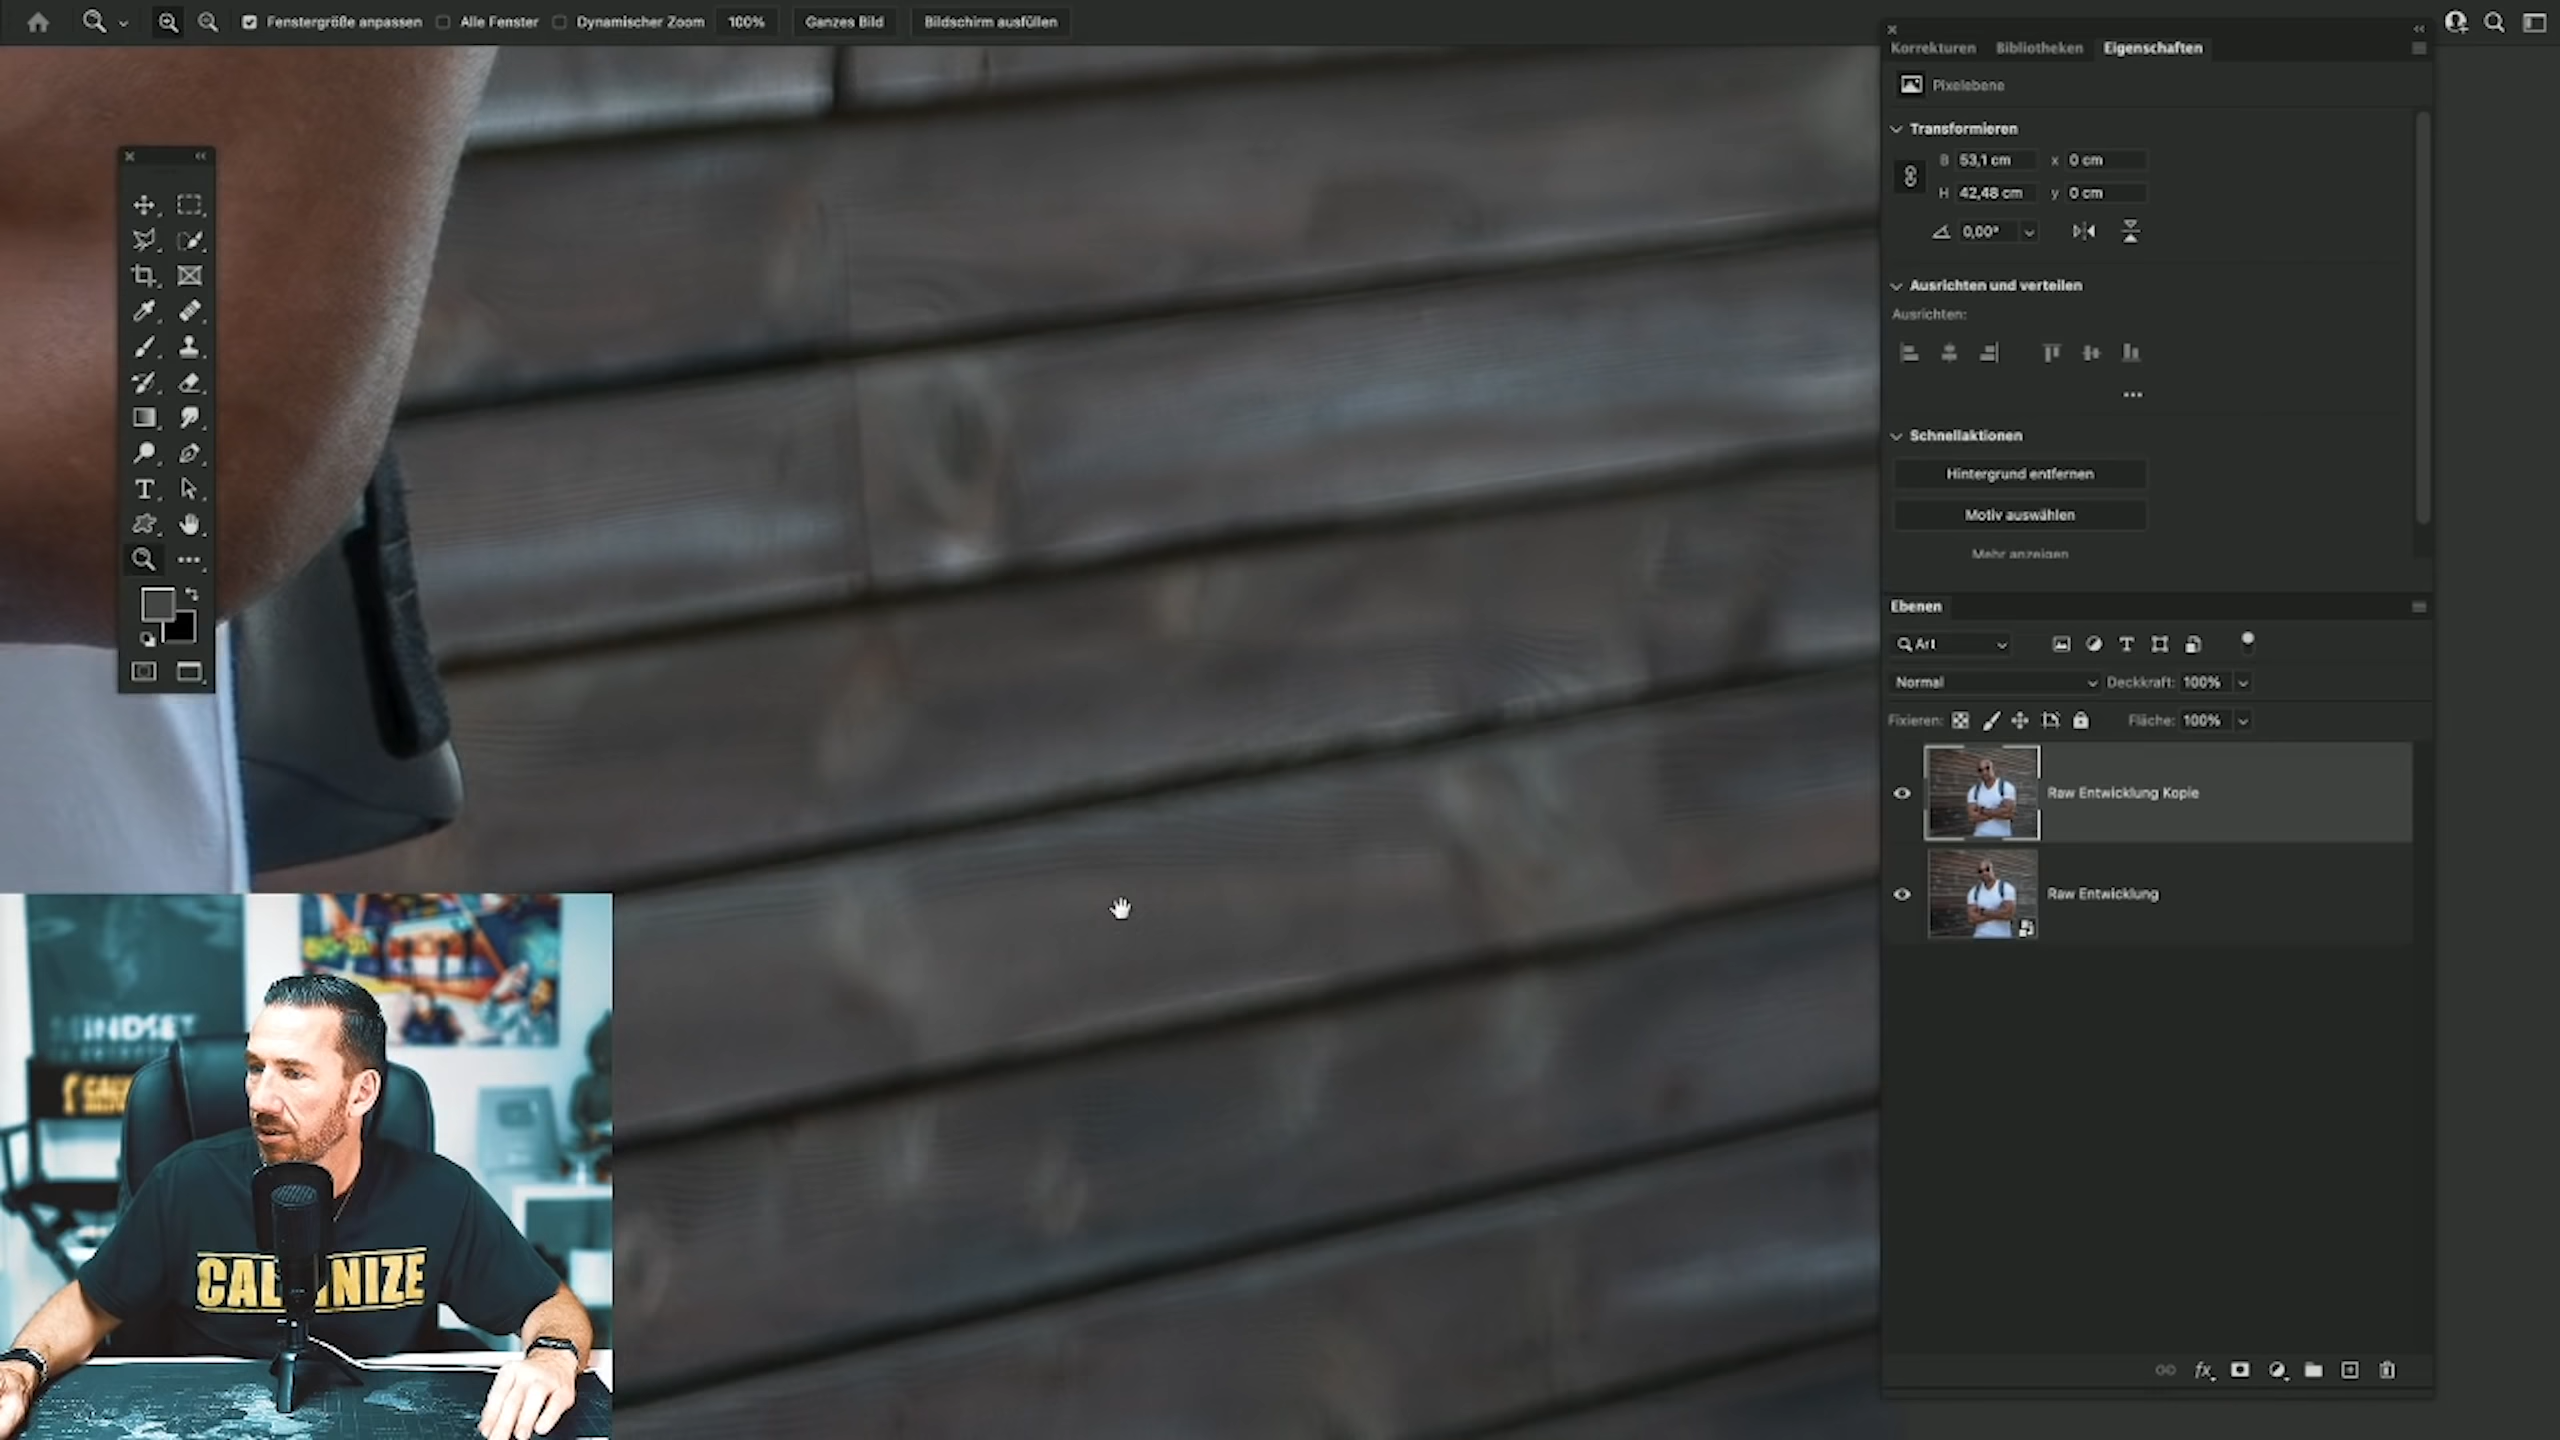 Fenstergröße anpassen Alle Fenster Dynamischer Zoom 100% Ganzes Bild Bildschirm ausfüllen
Korrekturen Bibliotheken Eigenschaften
Pixelebene
Transformieren
B 53,1 cm x 0 cm
H 42,48 cm y 0 cm
0,00°
Ausrichten und verteilen
Ausrichten:
Schnellaktionen
Hintergrund entfernen
Motiv auswählen
Mehr anzeigen
Ebenen
Art
Normal Deckkraft: 100%
Fixieren: Fläche: 100%
Raw Entwicklung Kopie
Raw Entwicklung
MINDSET